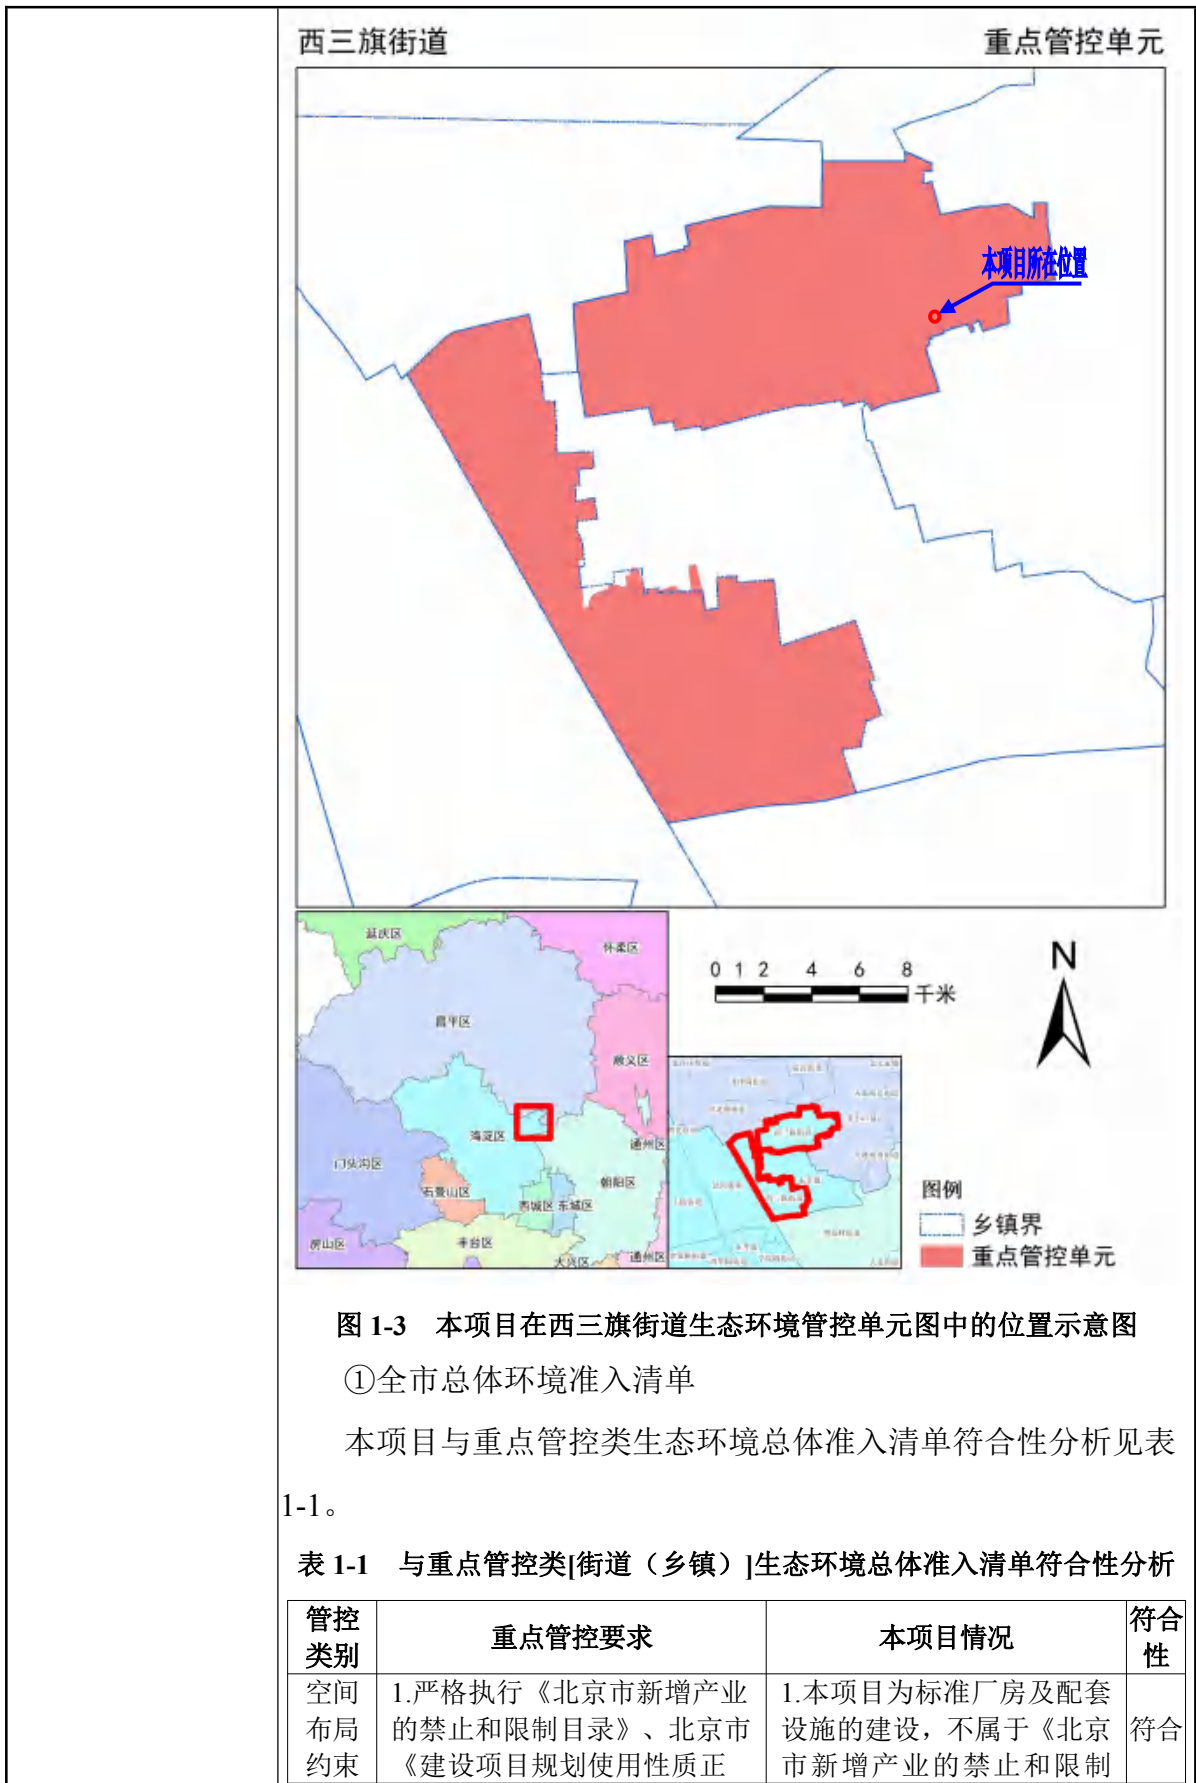 西三旗街道
重点管控单元
本项目所在位置
延庆区
怀柔区
昌平区
顺义区
海淀区
通州区
门头沟区
朝阳区
石景山区
西城区
东城区
房山区
丰台区
大兴区
通州区
0 1 2 4 6 8
千米
N
图例
乡镇界
重点管控单元
图 1-3 本项目在西三旗街道生态环境管控单元图中的位置示意图
①全市总体环境准入清单
本项目与重点管控类生态环境总体准入清单符合性分析见表
1-1。
表 1-1 与重点管控类[街道（乡镇）]生态环境总体准入清单符合性分析
管控
类别
重点管控要求
本项目情况
符合
性
空间
布局
约束
1.严格执行《北京市新增产业
的禁止和限制目录》、北京市
《建设项目规划使用性质正
1.本项目为标准厂房及配套
设施的建设，不属于《北京
市新增产业的禁止和限制
符合